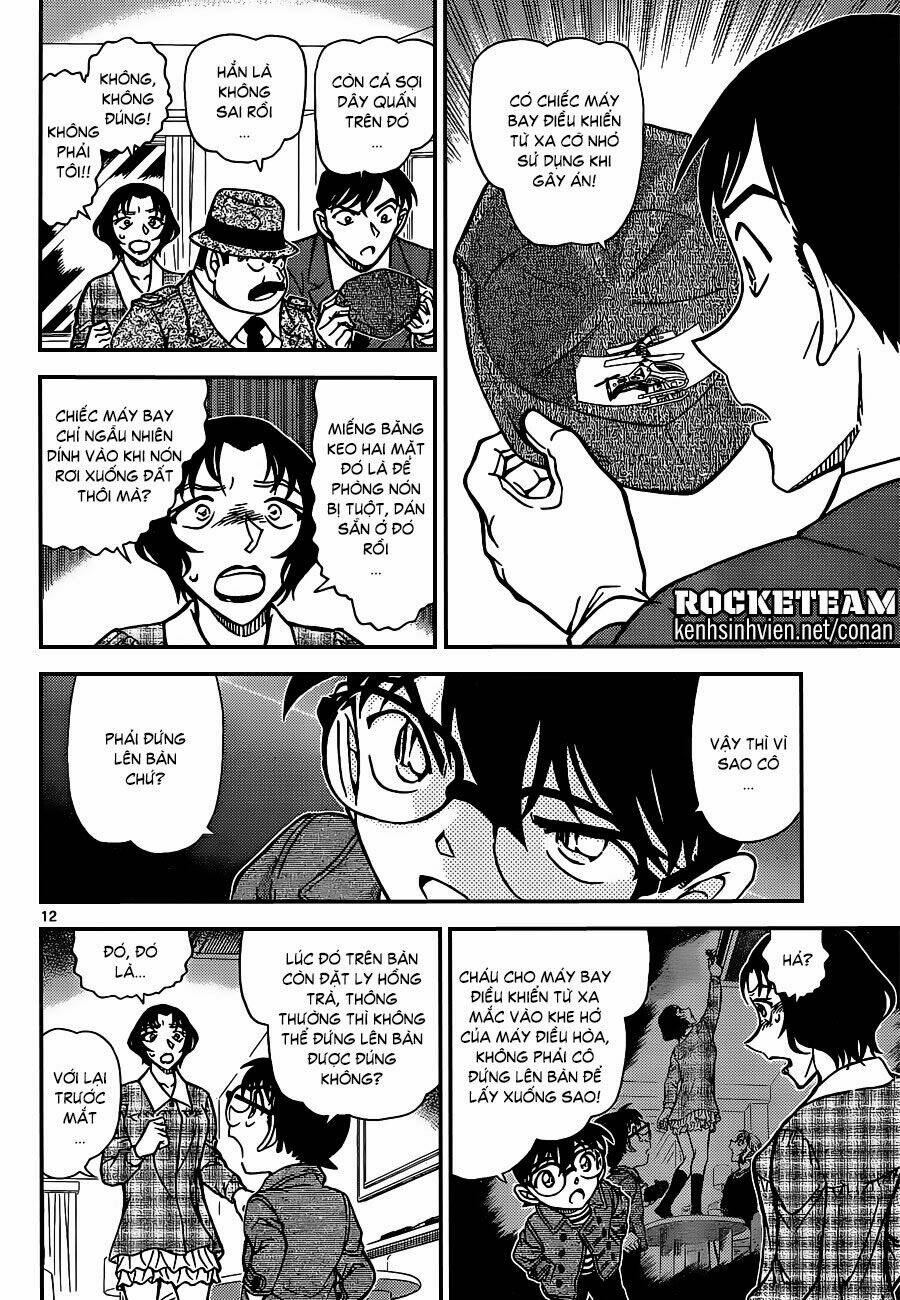 CÓ CHIẾC MÁY
BAY ĐIỀU KHIỂN
TỪ XA CỠ NHỎ
SỬ DỤNG KHI
GÂY ÁN!
CÒN CẢ SỢI
DÂY QUẤN
TRÊN ĐÓ
...
HẲN LÀ
KHÔNG
SAI RỒI
...
KHÔNG,
KHÔNG
ĐÚNG!
KHÔNG
PHẢI
TÔI!!
MIẾNG BĂNG
KEO HAI MẶT
ĐÓ LÀ ĐỂ
PHÒNG NÓN
BỊ TUỘT, DÁN
SẴN Ở ĐÓ
RỒI
...
CHIẾC MÁY BAY
CHỈ NGẪU NHIÊN
DÍNH VÀO KHI NÓN
RƠI XUỐNG ĐẤT
THÔI MÀ?
ROCKETEAM
kenhsinhvien.net/conan
VẬY THÌ VÌ
SAO CÔ
...
PHẢI ĐỨNG
LÊN BÀN
CHỨ?
12
HẢ?
CHÁU CHO MÁY BAY
ĐIỀU KHIỂN TỪ XA
MẮC VÀO KHE HỞ
CỦA MÁY ĐIỀU HÒA,
KHÔNG PHẢI CÔ
ĐỨNG LÊN BÀN ĐỂ
LẤY XUỐNG SAO!
LÚC ĐÓ TRÊN BÀN
CÒN ĐẶT LY HỒNG
TRÀ, THÔNG
THƯỜNG THÌ KHÔNG
THỂ ĐỨNG LÊN BÀN
ĐƯỢC ĐÚNG
KHÔNG?
ĐÓ, ĐÓ
LÀ...
VỚI LẠI
TRƯỚC
MẮT
...